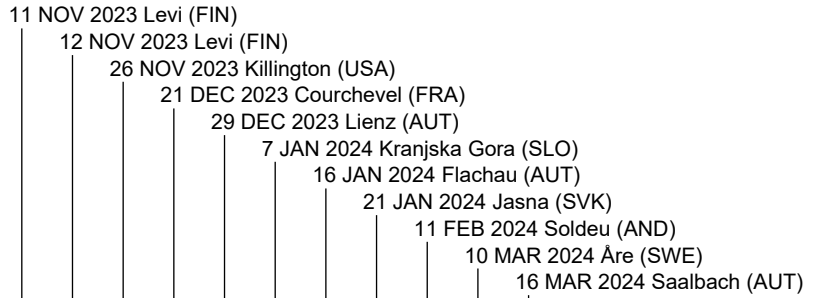 11 NOV 2023 Levi (FIN)
12 NOV 2023 Levi (FIN)
26 NOV 2023 Killington (USA)
21 DEC 2023 Courchevel (FRA)
29 DEC 2023 Lienz (AUT)
7 JAN 2024 Kranjska Gora (SLO)
16 JAN 2024 Flachau (AUT)
21 JAN 2024 Jasna (SVK)
11 FEB 2024 Soldeu (AND)
10 MAR 2024 Åre (SWE)
16 MAR 2024 Saalbach (AUT)